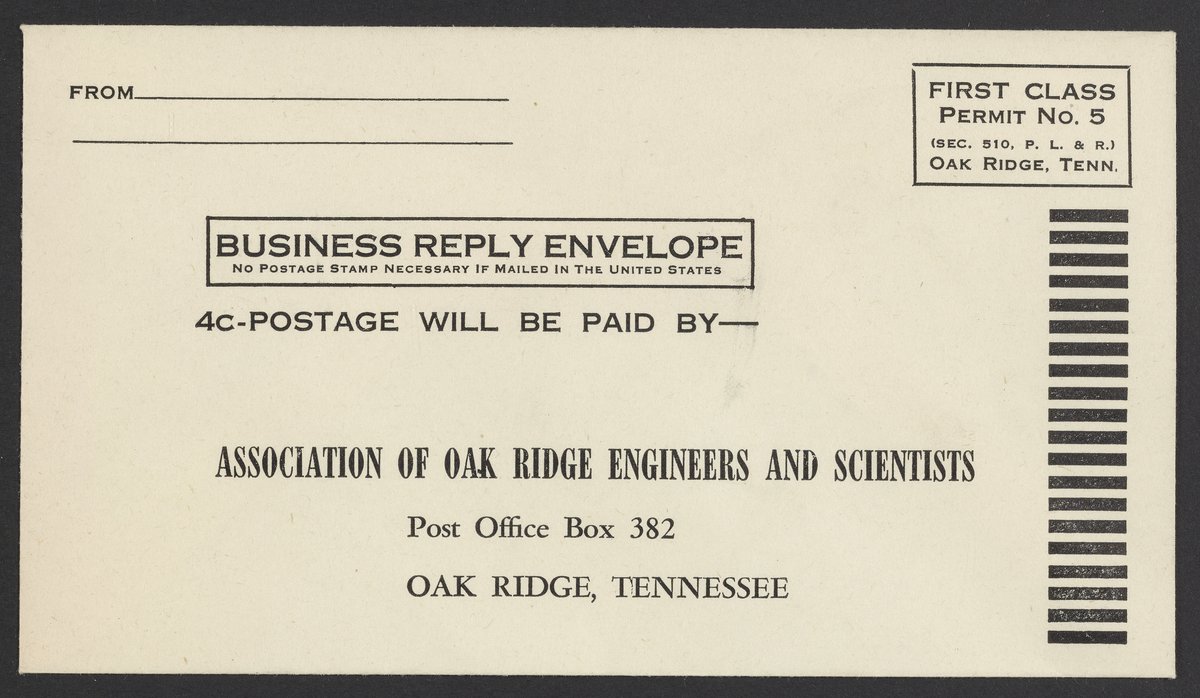 FROM
FIRST CLASS
PERMIT NO. 5
(SEC. 510, P. L. & R.)
OAK RIDGE, TENN.
BUSINESS REPLY ENVELOPE
NO POSTAGE STAMP NECESSARY IF MAILED IN THE UNITED STATES
4C-POSTAGE WILL BE PAID BY—
ASSOCIATION OF OAK RIDGE ENGINEERS AND SCIENTISTS
Post Office Box 382
OAK RIDGE, TENNESSEE